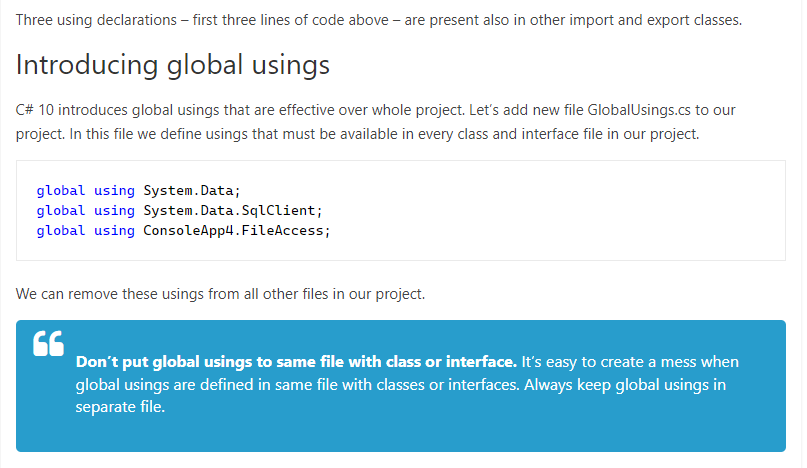 Three using declarations – first three lines of code above – are present also in other import and export classes.
Introducing global usings
C# 10 introduces global usings that are effective over whole project. Let’s add new file GlobalUsings.cs to our
project. In this file we define usings that must be available in every class and interface file in our project.
global using System.Data;
global using System.Data.SqlClient;
global using ConsoleApp4.FileAccess;
We can remove these usings from all other files in our project.
Don’t put global usings to same file with class or interface. It’s easy to create a mess when
global usings are defined in same file with classes or interfaces. Always keep global usings in
separate file.